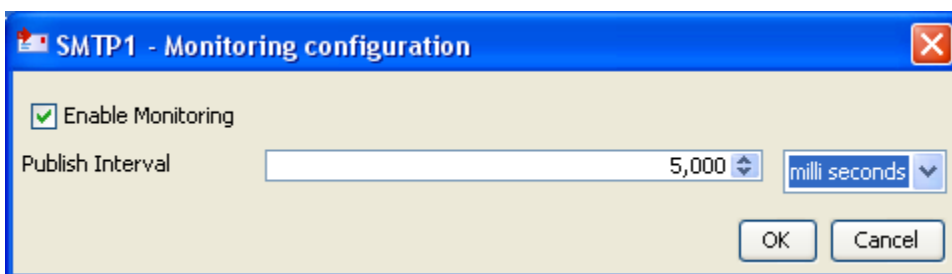 SMTP1 - Monitoring configuration
Enable Monitoring
Publish Interval 5,000 milli seconds
OK Cancel